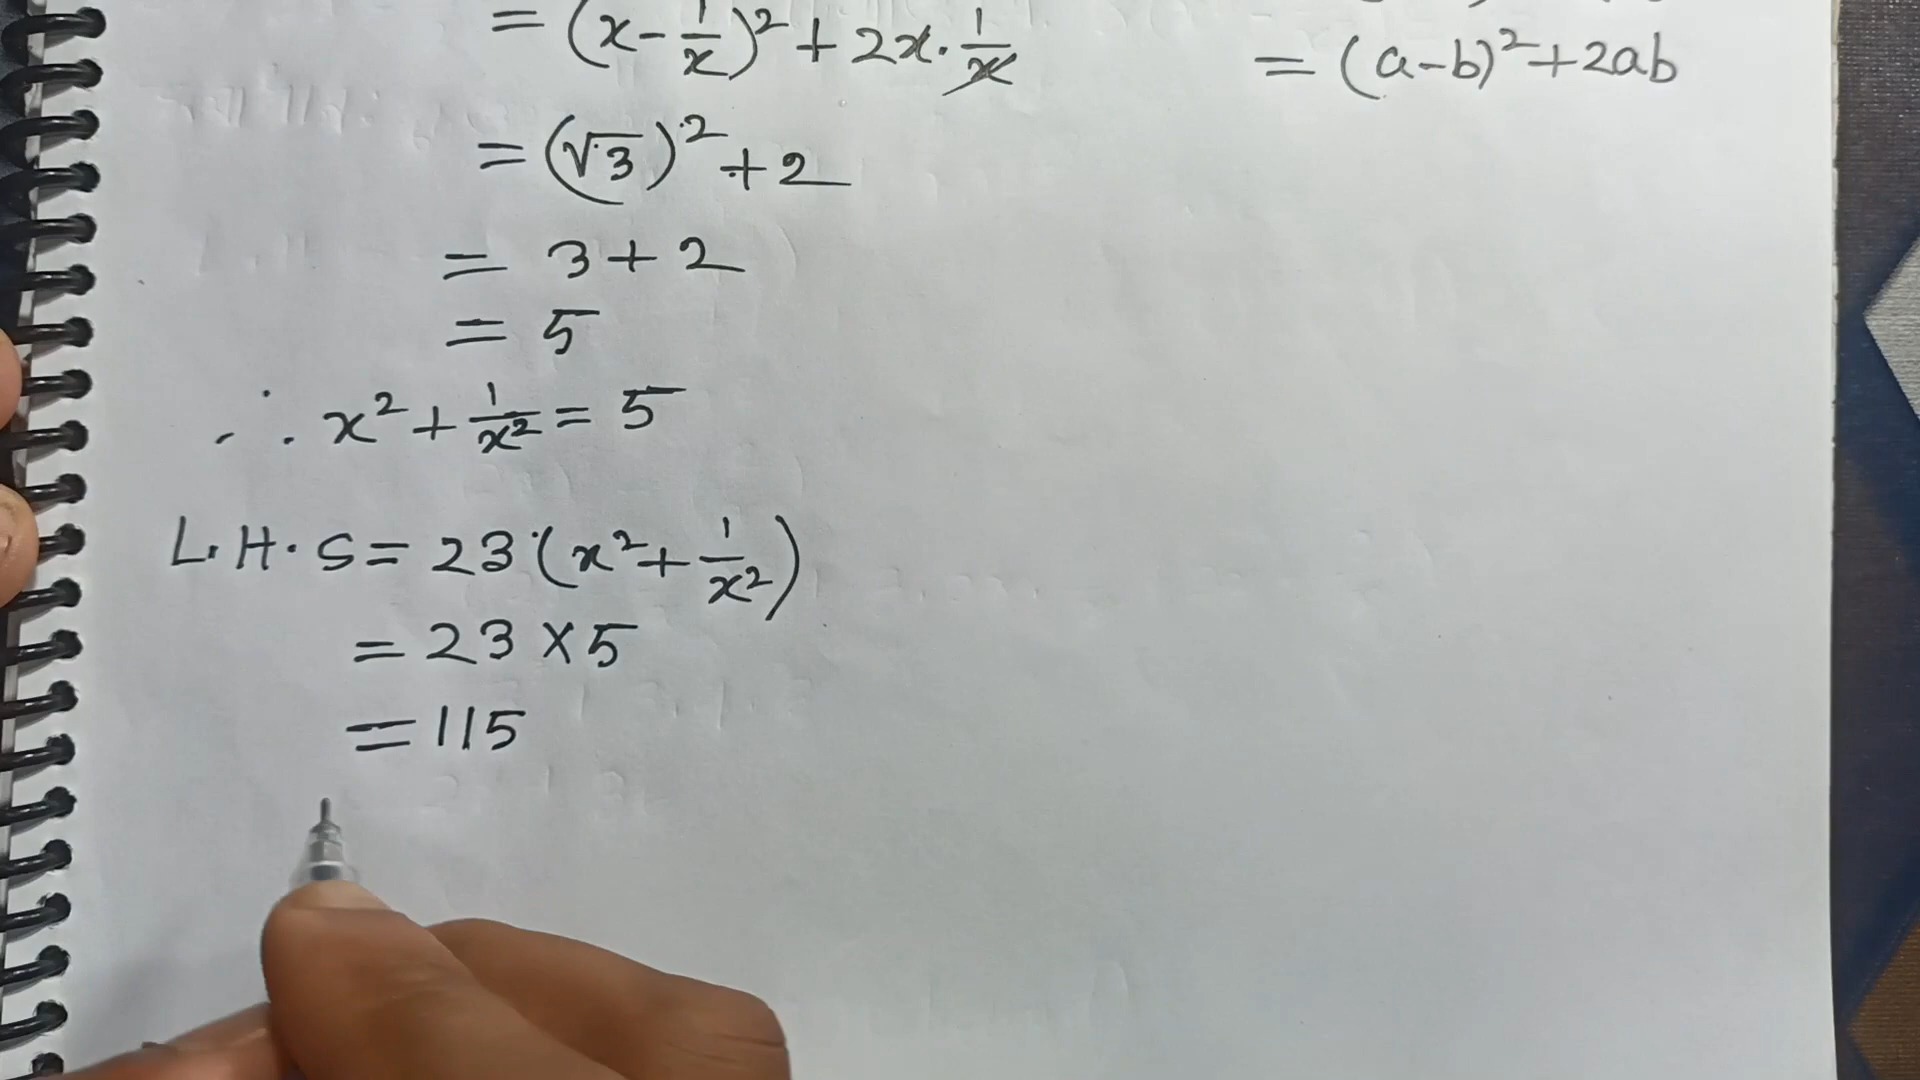 = (x - 1/x)² + 2x · 1/x
= (a-b)² + 2ab
= (√3)² + 2
= 3 + 2
= 5
∴ x² + 1/x² = 5
L.H.S = 23 (x² + 1/x²)
= 23 × 5
= 115